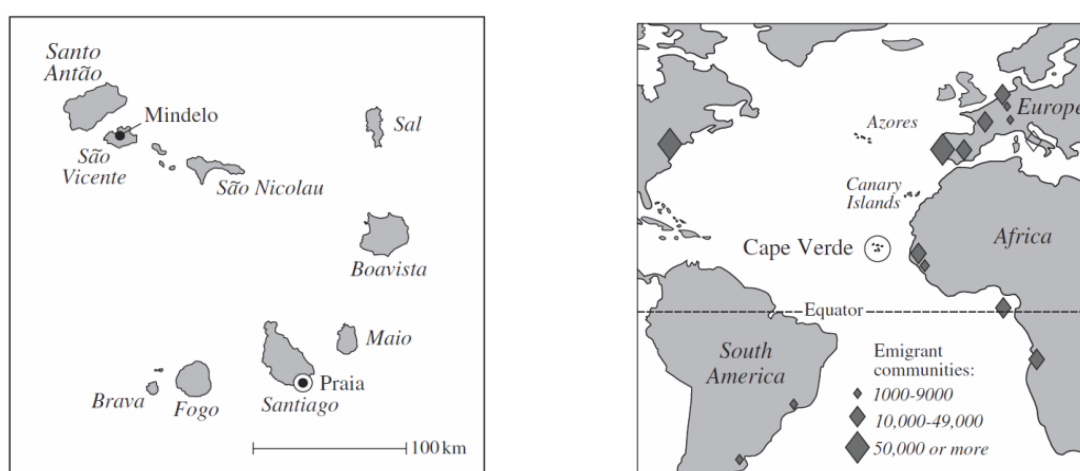 Santo
Antão
Mindelo
São
Vicente
São Nicolau
Sal
Boavista
Maio
Praia
Santiago
Brava
Fogo
100 km
Azores
Europe
Canary
Islands
Cape Verde
Africa
Equator
South
America
Emigrant
communities:
1000-9000
10,000-49,000
50,000 or more